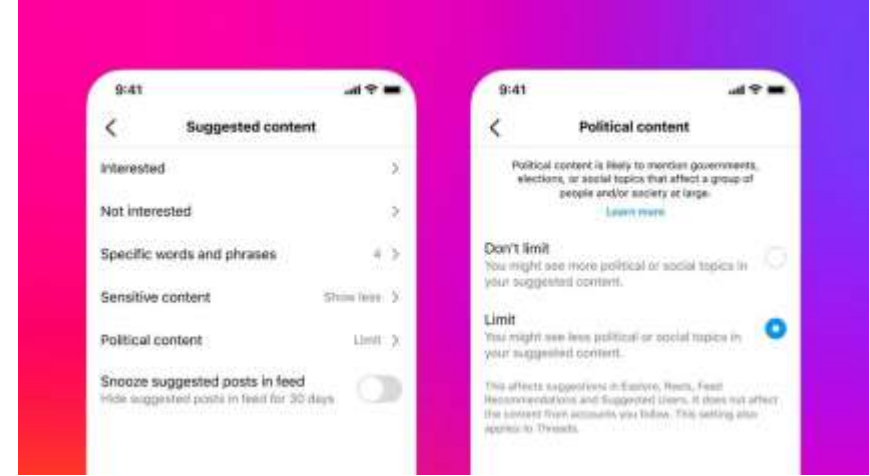 9:41
Suggested content
Interested
Not interested
Specific words and phrases 4
Sensitive content Show less
Political content Limit
Snooze suggested posts in feed
Hide suggested posts in feed for 30 days
9:41
Political content
Political content is likely to mention governments,
elections, or social topics that affect a group of
people and/or society at large.
Learn more
Don't limit
You might see more political or social topics in
your suggested content.
Limit
You might see less political or social topics in
your suggested content.
This affects suggestions in Explore, Reels, Feed
Recommendations and Suggested Users. It does not affect
the content from accounts you follow. This setting also
applies to Threads.